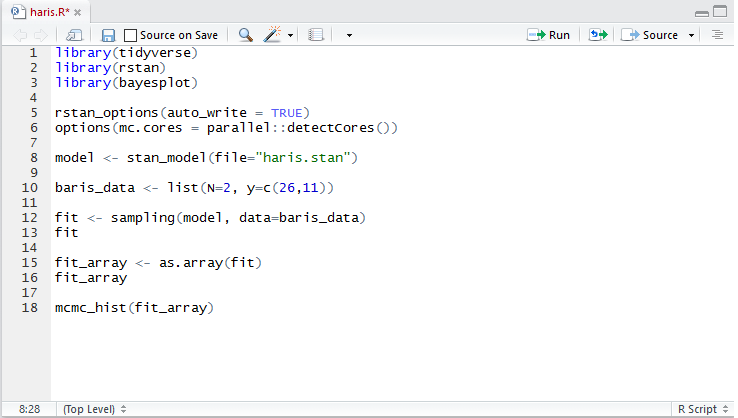 haris.R*
Source on Save
Run
Source
1 library(tidyverse)
2 library(rstan)
3 library(bayesplot)
4
5 rstan_options(auto_write = TRUE)
6 options(mc.cores = parallel::detectCores())
7
8 model <- stan_model(file="haris.stan")
9
10 baris_data <- list(N=2, y=c(26,11))
11
12 fit <- sampling(model, data=baris_data)
13 fit
14
15 fit_array <- as.array(fit)
16 fit_array
17
18 mcmc_hist(fit_array)
8:28
(Top Level)
R Script